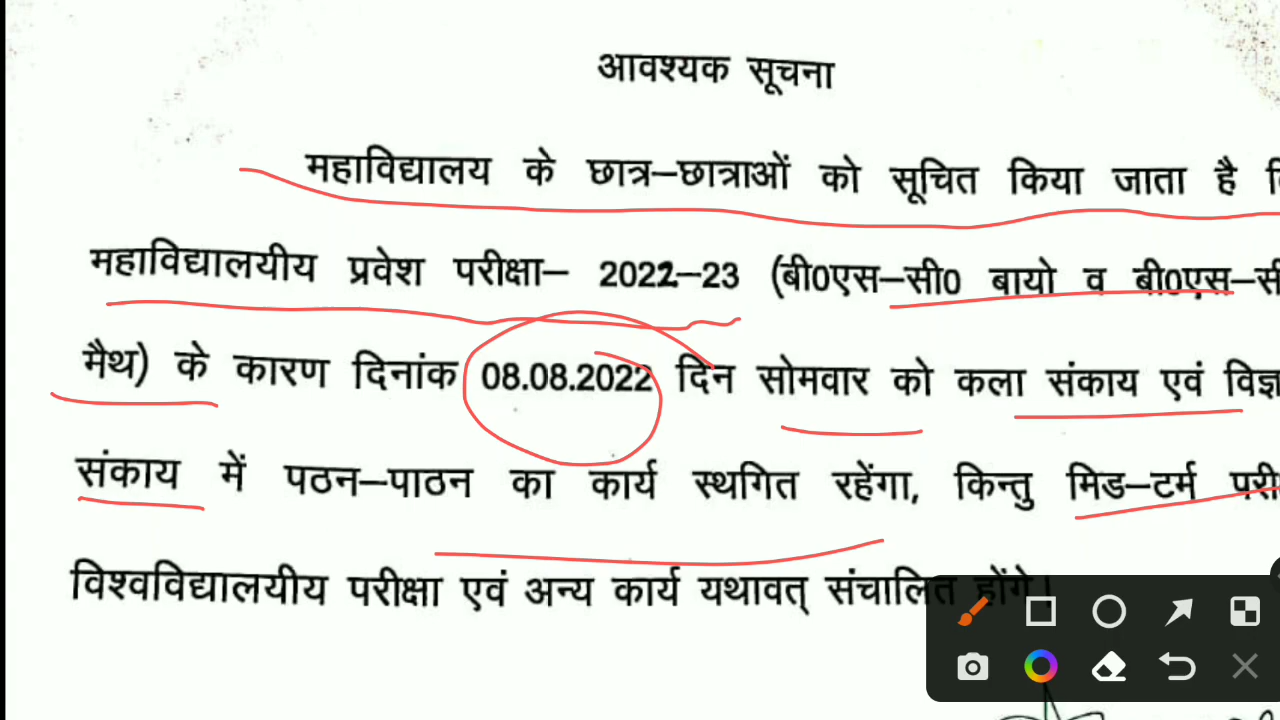 आवश्यक सूचना
महाविद्यालय के छात्र–छात्राओं को सूचित किया जाता है
महाविद्यालयीय प्रवेश परीक्षा– 2022–23 (बी0एस–सी0 बायो व बी0एस–सी
मैथ) के कारण दिनांक 08.08.2022 दिन सोमवार को कला संकाय एवं
संकाय में पठन–पाठन का कार्य स्थगित रहेंगा, किन्तु मिड–टर्म
विश्वविद्यालयीय परीक्षा एवं अन्य कार्य यथावत् संचालित होंगे।